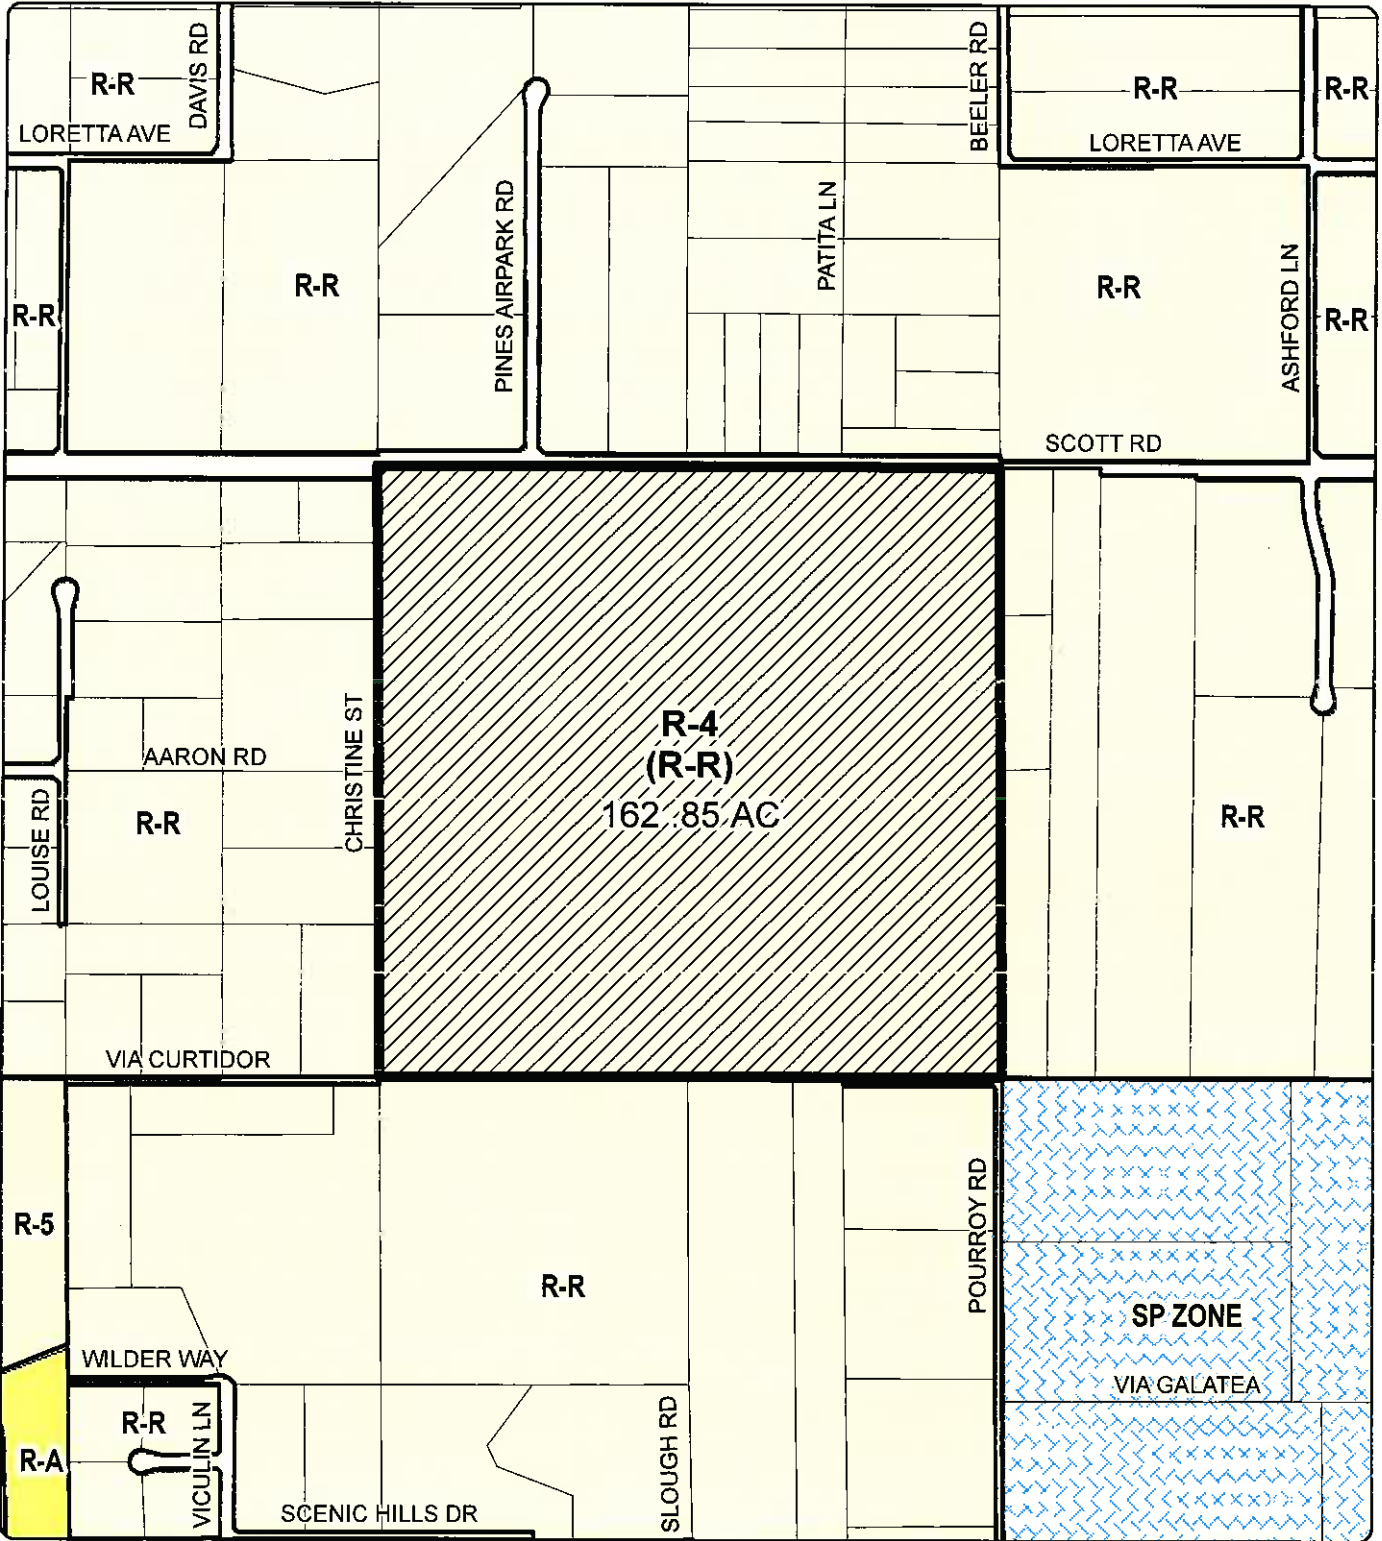 R-R
DAVIS RD
LORETTA AVE
BEELER RD
R-R
R-R
LORETTA AVE
R-R
R-R
PINES AIRPARK RD
PATITA LN
R-R
ASHFORD LN
R-R
SCOTT RD
R-4
(R-R)
162 .85 AC
CHRISTINE ST
AARON RD
LOUISE RD
R-R
R-R
VIA CURTIDOR
R-5
R-R
POURROY RD
SP ZONE
VIA GALATEA
WILDER WAY
R-R
R-A
VICULIN LN
SLOUGH RD
SCENIC HILLS DR